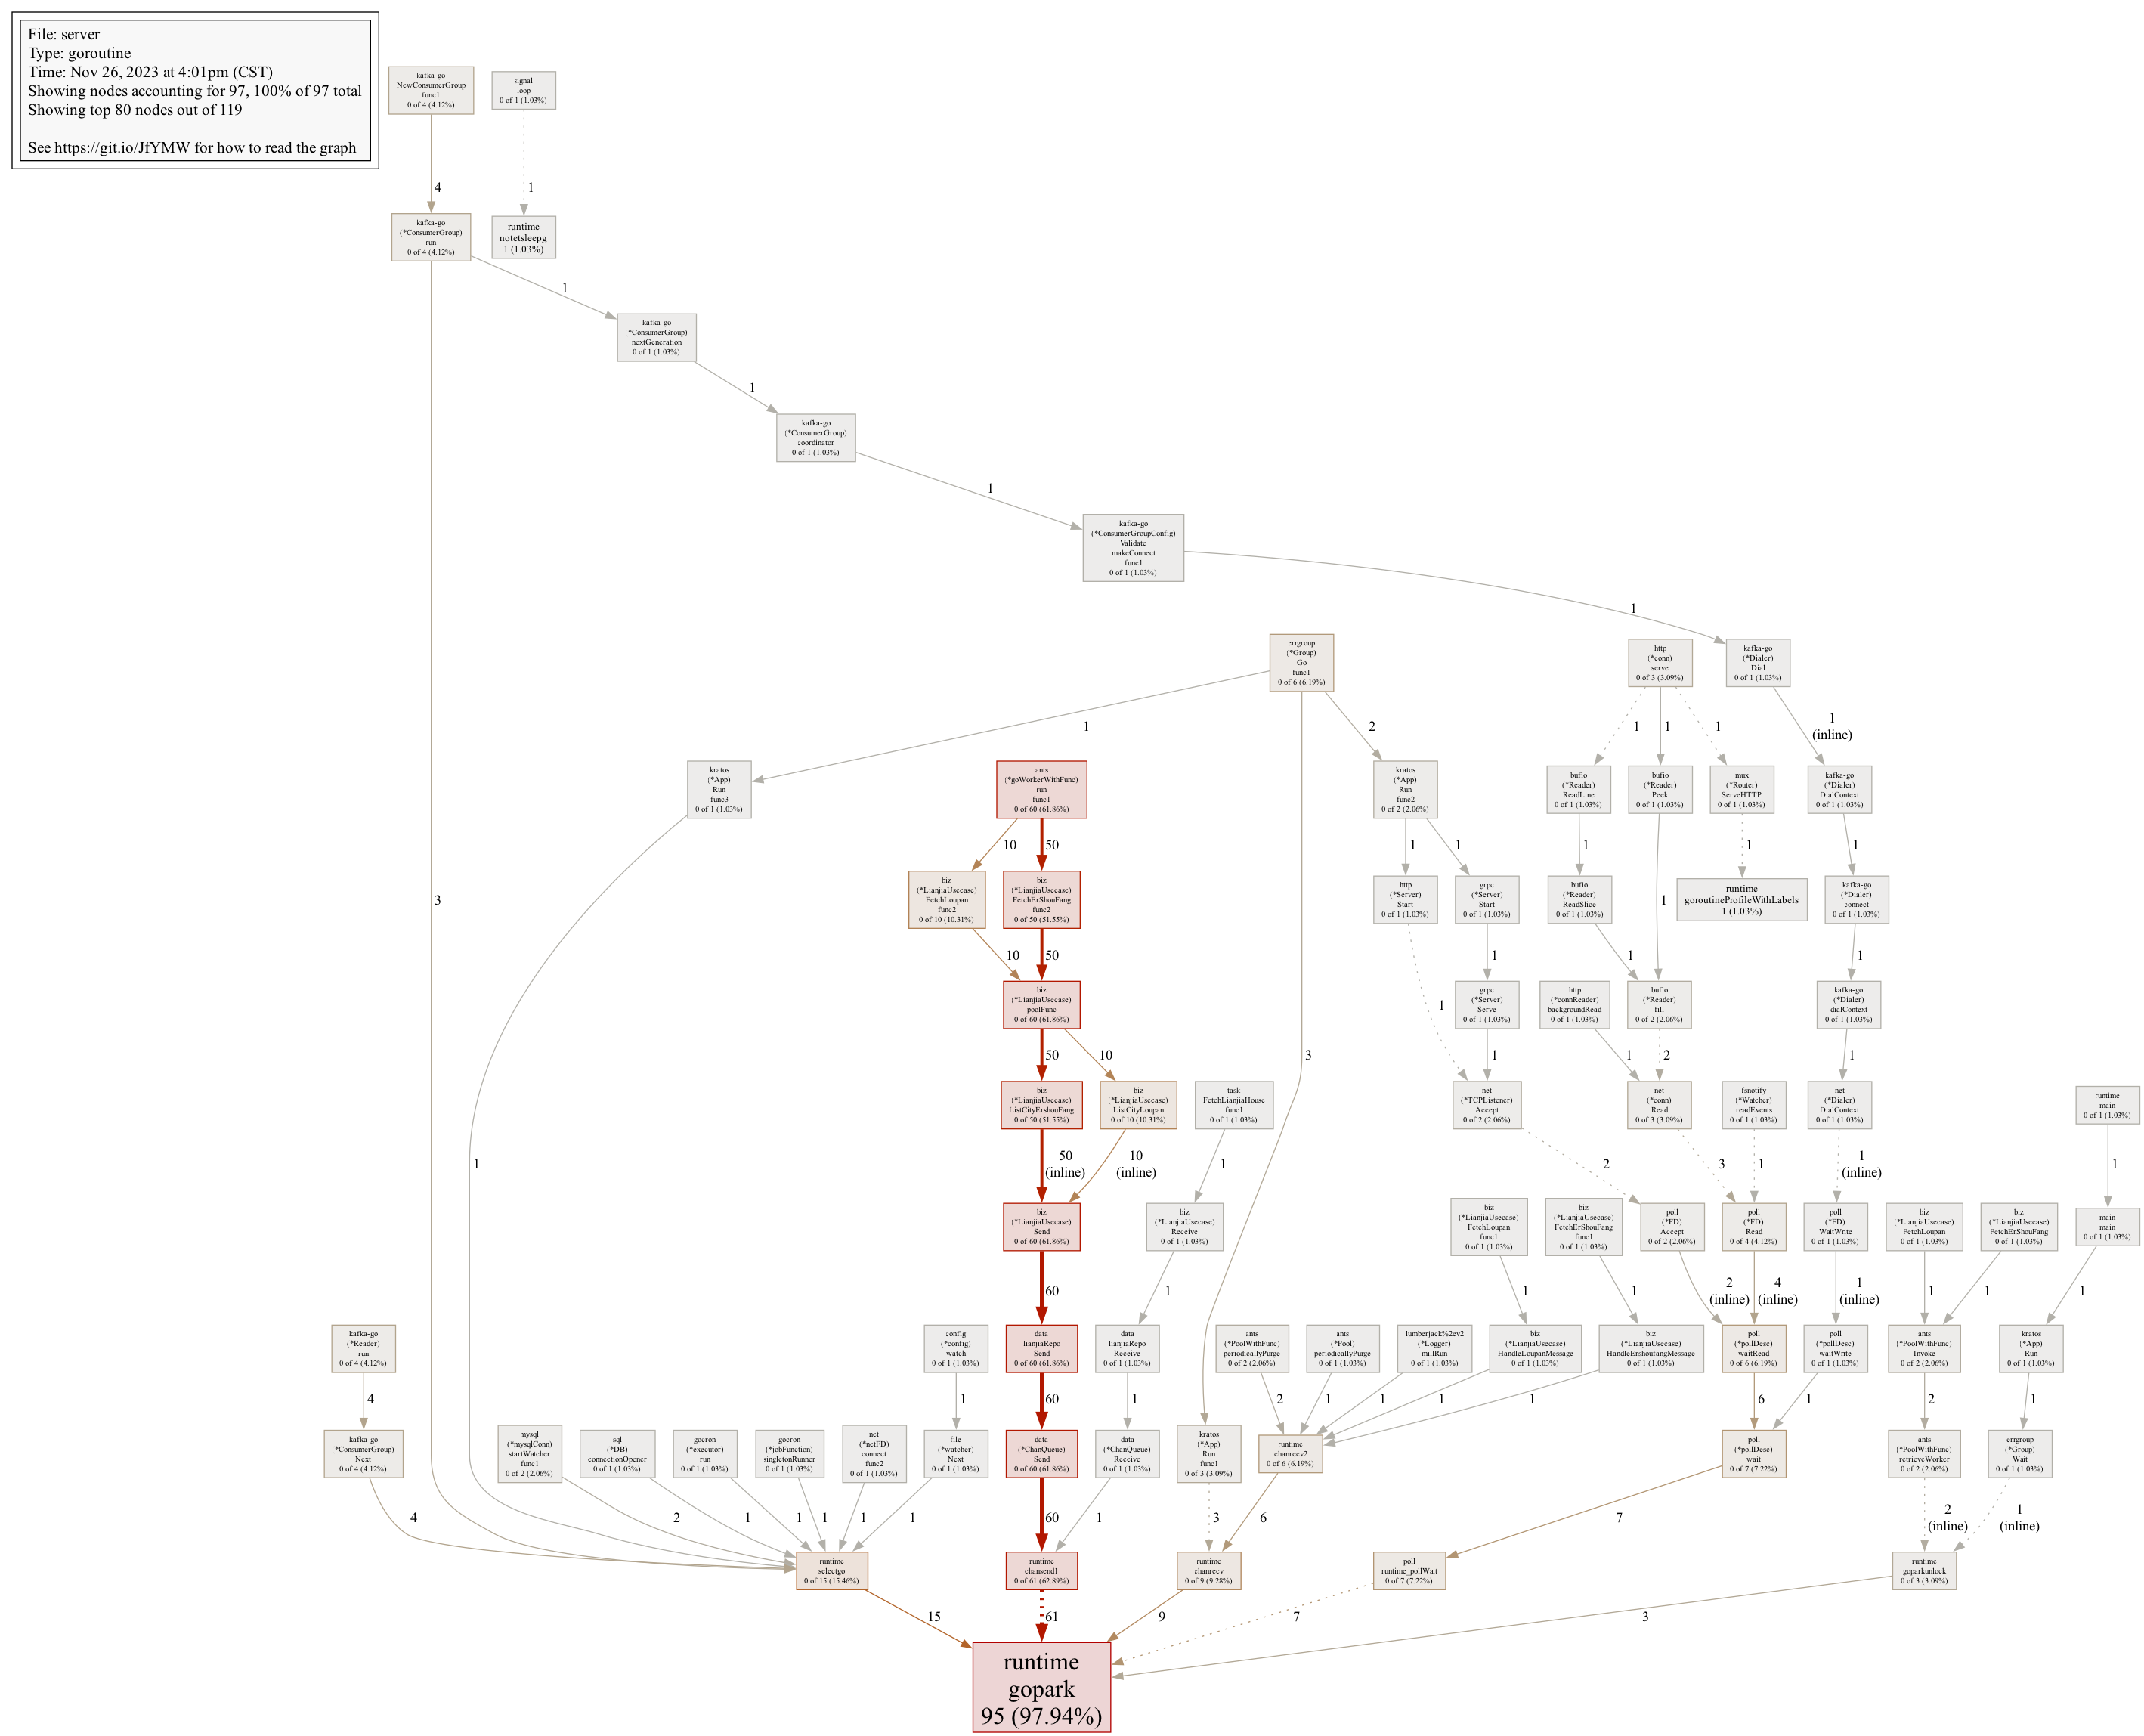 File: server
Type: goroutine
Time: Nov 26, 2023 at 4:01pm (CST)
Showing nodes accounting for 97, 100% of 97 total
Showing top 80 nodes out of 119
See https://git.io/JfYMW for how to read the graph
kafka-go
NewConsumerGroup
func1
0 of 4 (4.12%)
signal
loop
0 of 1 (1.03%)
4
1
kafka-go
(*ConsumerGroup)
run
0 of 4 (4.12%)
runtime
notetsleepg
1 (1.03%)
1
kafka-go
(*ConsumerGroup)
nextGeneration
0 of 1 (1.03%)
1
kafka-go
(*ConsumerGroup)
coordinator
0 of 1 (1.03%)
1
kafka-go
(*ConsumerGroupConfig)
Validate
makeConnect
func1
0 of 1 (1.03%)
1
errgroup
(*Group)
Go
func1
0 of 6 (6.19%)
http
(*conn)
serve
0 of 3 (3.09%)
kafka-go
(*Dialer)
Dial
0 of 1 (1.03%)
1
2
1
1
1
1
(inline)
kratos
(*App)
Run
func3
0 of 1 (1.03%)
ants
(*goWorkerWithFunc)
run
func1
0 of 60 (61.86%)
kratos
(*App)
Run
func2
0 of 2 (2.06%)
bufio
(*Reader)
ReadLine
0 of 1 (1.03%)
bufio
(*Reader)
Peek
0 of 1 (1.03%)
mux
(*Router)
ServeHTTP
0 of 1 (1.03%)
kafka-go
(*Dialer)
DialContext
0 of 1 (1.03%)
10
50
1
1
1
1
1
biz
(*LianjiaUsecase)
FetchLoupan
func2
0 of 10 (10.31%)
biz
(*LianjiaUsecase)
FetchErShouFang
func2
0 of 50 (51.55%)
http
(*Server)
Start
0 of 1 (1.03%)
grpc
(*Server)
Start
0 of 1 (1.03%)
bufio
(*Reader)
ReadSlice
0 of 1 (1.03%)
runtime
goroutineProfileWithLabels
1 (1.03%)
kafka-go
(*Dialer)
connect
0 of 1 (1.03%)
3
1
10
50
1
1
1
biz
(*LianjiaUsecase)
poolFunc
0 of 60 (61.86%)
grpc
(*Server)
Serve
0 of 1 (1.03%)
http
(*connReader)
backgroundRead
0 of 1 (1.03%)
bufio
(*Reader)
fill
0 of 2 (2.06%)
kafka-go
(*Dialer)
dialContext
0 of 1 (1.03%)
1
50
10
3
1
1
2
1
biz
(*LianjiaUsecase)
ListCityErshouFang
0 of 50 (51.55%)
biz
(*LianjiaUsecase)
ListCityLoupan
0 of 10 (10.31%)
task
FetchLianjiaHouse
func1
0 of 1 (1.03%)
net
(*TCPListener)
Accept
0 of 2 (2.06%)
net
(*conn)
Read
0 of 3 (3.09%)
fsnotify
(*Watcher)
readEvents
0 of 1 (1.03%)
net
(*Dialer)
DialContext
0 of 1 (1.03%)
runtime
main
0 of 1 (1.03%)
1
50
(inline)
10
(inline)
1
2
3
1
1
(inline)
1
biz
(*LianjiaUsecase)
Send
0 of 60 (61.86%)
biz
(*LianjiaUsecase)
Receive
0 of 1 (1.03%)
biz
(*LianjiaUsecase)
FetchLoupan
func1
0 of 1 (1.03%)
biz
(*LianjiaUsecase)
FetchErShouFang
func1
0 of 1 (1.03%)
poll
(*FD)
Accept
0 of 2 (2.06%)
poll
(*FD)
Read
0 of 4 (4.12%)
poll
(*FD)
WaitWrite
0 of 1 (1.03%)
biz
(*LianjiaUsecase)
FetchLoupan
0 of 1 (1.03%)
biz
(*LianjiaUsecase)
FetchErShouFang
0 of 1 (1.03%)
main
main
0 of 1 (1.03%)
60
1
1
1
2
(inline)
4
(inline)
1
(inline)
1
1
1
kafka-go
(*Reader)
run
0 of 4 (4.12%)
config
(*config)
watch
0 of 1 (1.03%)
data
lianjiaRepo
Send
0 of 60 (61.86%)
data
lianjiaRepo
Receive
0 of 1 (1.03%)
ants
(*PoolWithFunc)
periodicallyPurge
0 of 2 (2.06%)
ants
(*Pool)
periodicallyPurge
0 of 1 (1.03%)
lumberjack%2ev2
(*Logger)
millRun
0 of 1 (1.03%)
biz
(*LianjiaUsecase)
HandleLoupanMessage
0 of 1 (1.03%)
biz
(*LianjiaUsecase)
HandleErshoufangMessage
0 of 1 (1.03%)
poll
(*pollDesc)
waitRead
0 of 6 (6.19%)
poll
(*pollDesc)
waitWrite
0 of 1 (1.03%)
ants
(*PoolWithFunc)
Invoke
0 of 2 (2.06%)
kratos
(*App)
Run
0 of 1 (1.03%)
4
1
60
1
2
1
1
1
1
6
1
2
1
kafka-go
(*ConsumerGroup)
Next
0 of 4 (4.12%)
mysql
(*mysqlConn)
startWatcher
func1
0 of 2 (2.06%)
sql
(*DB)
connectionOpener
0 of 1 (1.03%)
gocron
(*executor)
run
0 of 1 (1.03%)
gocron
(*jobFunction)
singletonRunner
0 of 1 (1.03%)
net
(*netFD)
connect
func2
0 of 1 (1.03%)
file
(*watcher)
Next
0 of 1 (1.03%)
data
(*ChanQueue)
Send
0 of 60 (61.86%)
data
(*ChanQueue)
Receive
0 of 1 (1.03%)
kratos
(*App)
Run
func1
0 of 3 (3.09%)
runtime
chanrecv2
0 of 6 (6.19%)
poll
(*pollDesc)
wait
0 of 7 (7.22%)
ants
(*PoolWithFunc)
retrieveWorker
0 of 2 (2.06%)
errgroup
(*Group)
Wait
0 of 1 (1.03%)
4
2
1
1
1
1
1
60
1
3
6
7
2
(inline)
1
(inline)
runtime
selectgo
0 of 15 (15.46%)
runtime
chansend1
0 of 61 (62.89%)
runtime
chanrecv
0 of 9 (9.28%)
poll
runtime_pollWait
0 of 7 (7.22%)
runtime
goparkunlock
0 of 3 (3.09%)
15
61
9
7
3
runtime
gopark
95 (97.94%)